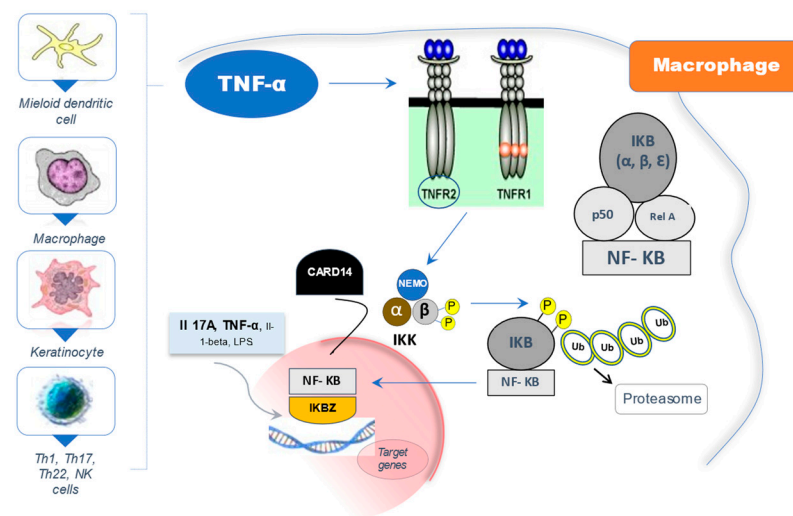 Mieloid dendritic
cell
Macrophage
Keratinocyte
Th1, Th17,
Th22, NK
cells
TNF-α
TNFR2
TNFR1
Macrophage
IKB
(α, β, Ɛ)
p50
Rel A
NF- KB
CARD14
NEMO
α
β
P
P
IKK
P
P
IKB
NF- KB
Ub
Ub
Ub
Ub
Proteasome
Il 17A, TNF-α, Il-
1-beta, LPS
NF- KB
IKBZ
Target
genes